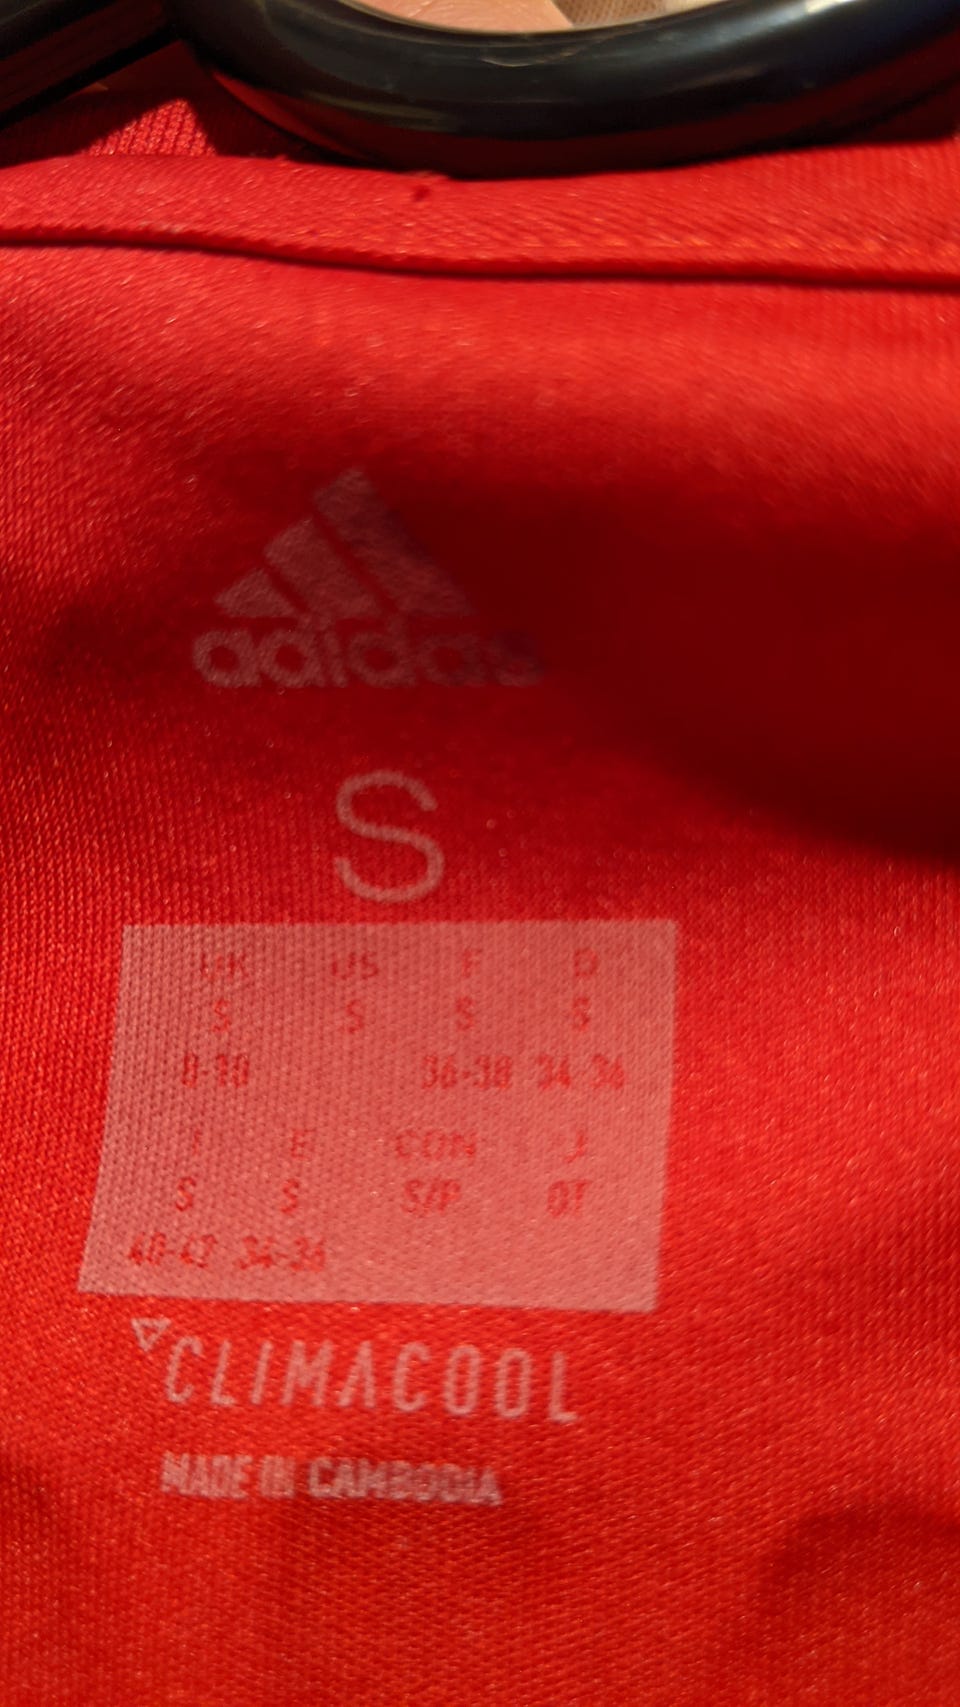 adidas
S
UK US F D
S S S S
8-10 36-38 34-36
I E CON J
S S S/P OT
40-42 34-36
CLIMACOOL
MADE IN CAMBODIA